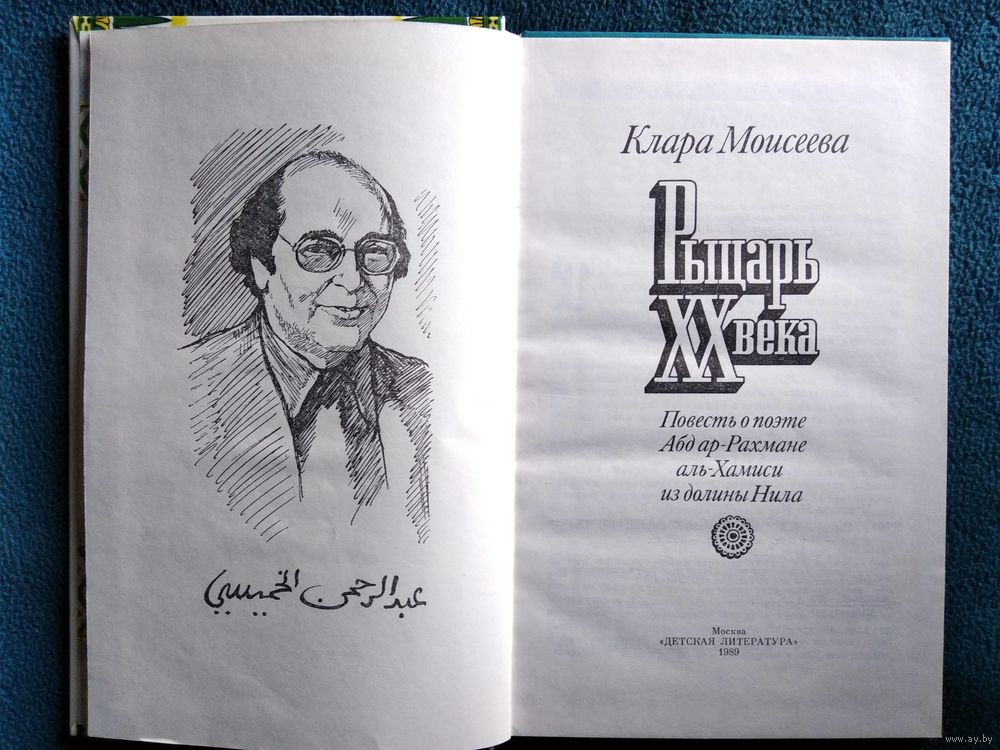 عبد الرحمن الخميسي
Клара Моисеева
Рыцарь
XX века
Повесть о поэте
Абд ар-Рахмане
аль-Хамиси
из долины Нила
Москва
«ДЕТСКАЯ ЛИТЕРАТУРА»
1989
www.ay.by